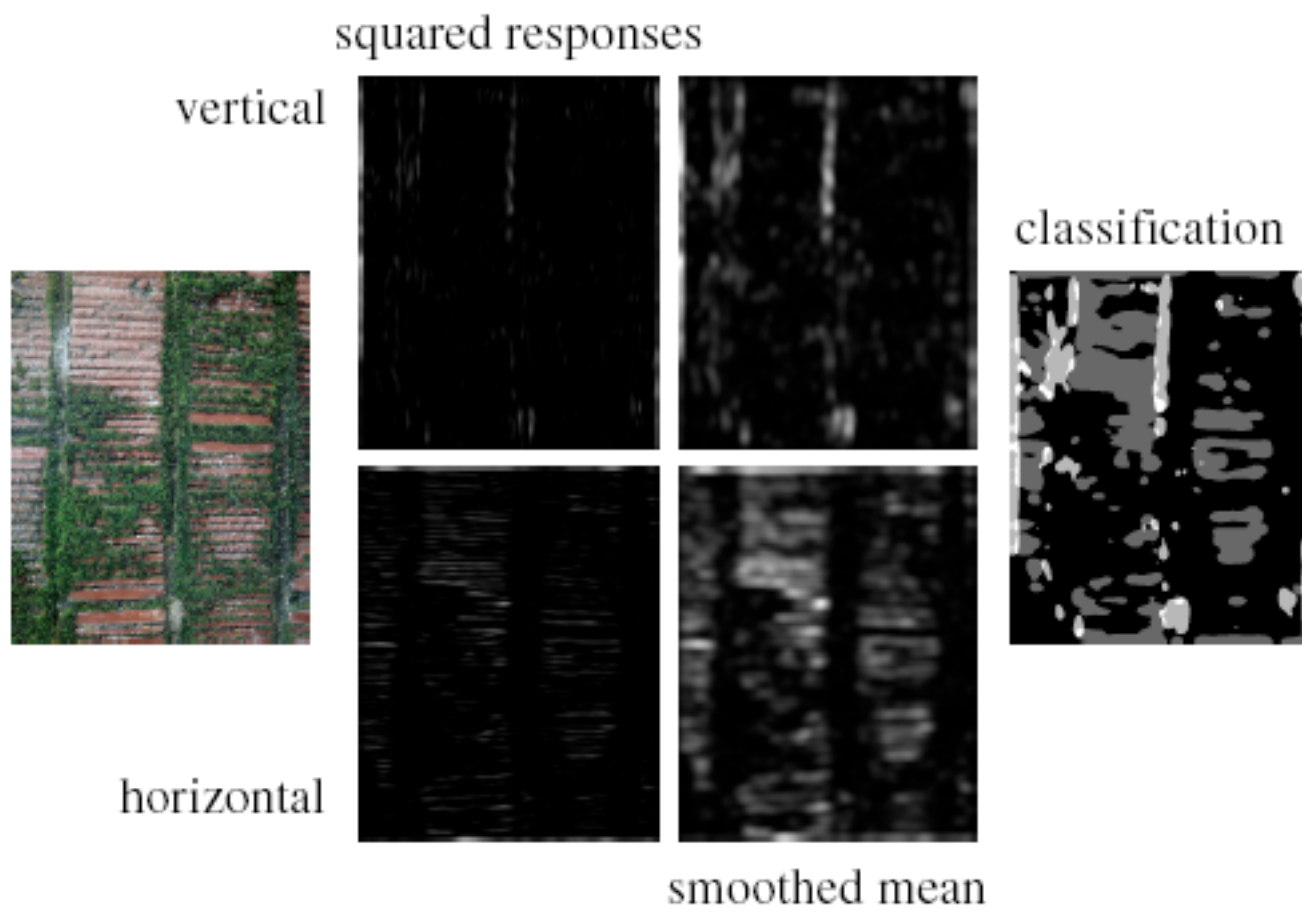 squared responses
vertical
classification
horizontal
smoothed mean